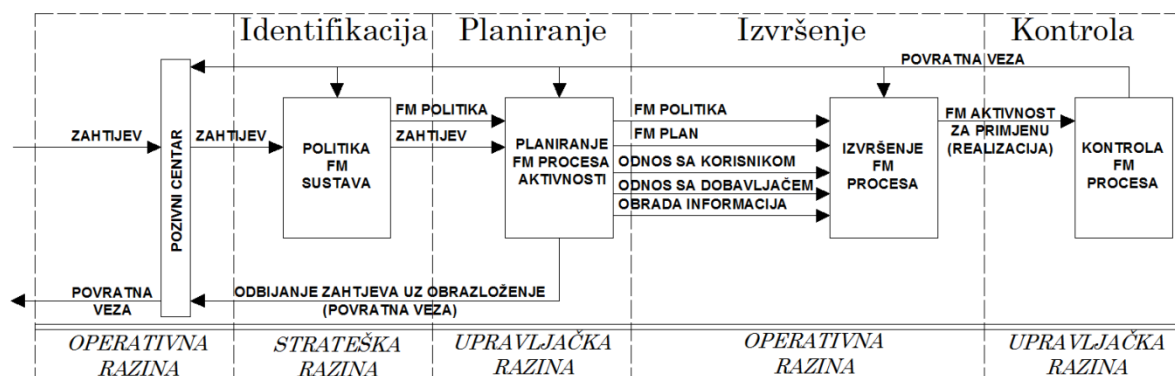 Identifikacija
Planiranje
Izvršenje
Kontrola
POVRATNA VEZA
ZAHTIJEV
POZIVNI CENTAR
ZAHTIJEV
POLITIKA
FM
SUSTAVA
FM POLITIKA
ZAHTIJEV
PLANIRANJE
FM PROCESA
AKTIVNOSTI
FM POLITIKA
FM PLAN
ODNOS SA KORISNIKOM
ODNOS SA DOBAVLJAČEM
OBRADA INFORMACIJA
IZVRŠENJE
FM
PROCESA
FM AKTIVNOST
ZA PRIMJENU
(REALIZACIJA)
KONTROLA
FM
PROCESA
POVRATNA
VEZA
ODBIJANJE ZAHTJEVA UZ OBRAZLOŽENJE
(POVRATNA VEZA)
OPERATIVNA
RAZINA
STRATEŠKA
RAZINA
UPRAVLJAČKA
RAZINA
OPERATIVNA
RAZINA
UPRAVLJAČKA
RAZINA